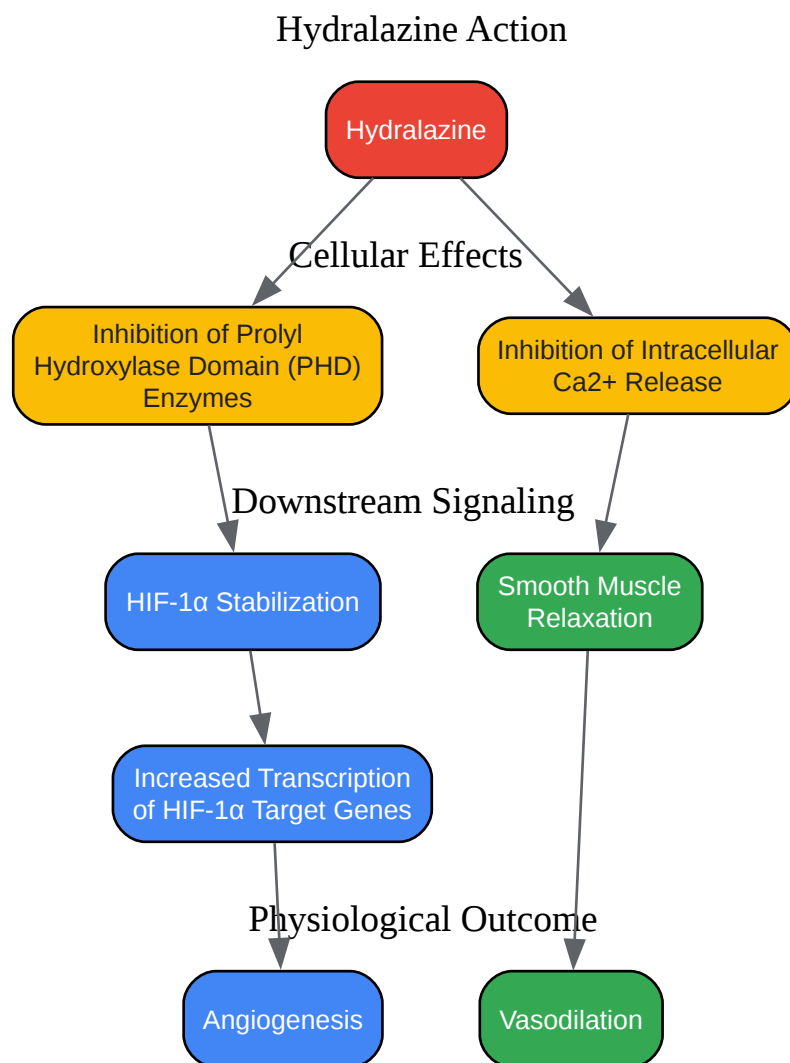 Hydralazine Action
Hydralazine
Cellular Effects
Inhibition of Prolyl
Hydroxylase Domain (PHD)
Enzymes
Inhibition of Intracellular
Ca2+ Release
Downstream Signaling
HIF-1α Stabilization
Smooth Muscle
Relaxation
Increased Transcription
of HIF-1α Target Genes
Physiological Outcome
Angiogenesis
Vasodilation